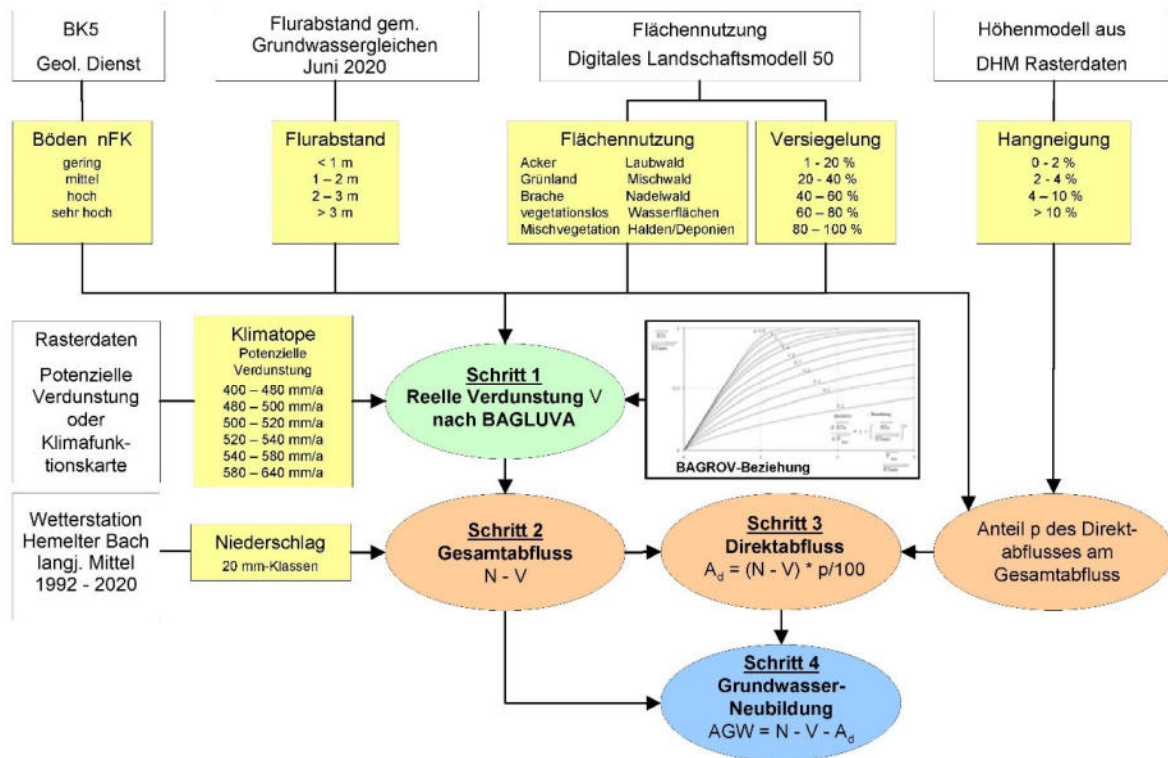 BK5
Geol. Dienst
Flurabstand gem.
Grundwassergleichen
Juni 2020
Flächennutzung
Digitales Landschaftsmodell 50
Höhenmodell aus
DHM Rasterdaten
Böden nFK
gering
mittel
hoch
sehr hoch
Flurabstand
< 1 m
1 – 2 m
2 – 3 m
> 3 m
Flächennutzung
Acker Laubwald
Grünland Mischwald
Brache Nadelwald
vegetationslos Wasserflächen
Mischvegetation Halden/Deponien
Versiegelung
1 - 20 %
20 - 40 %
40 – 60 %
60 – 80 %
80 – 100 %
Hangneigung
0 - 2 %
2 - 4 %
4 – 10 %
> 10 %
Rasterdaten
Potenzielle
Verdunstung
oder
Klimafunk-
tionskarte
Klimatope
Potenzielle
Verdunstung
400 – 480 mm/a
480 – 500 mm/a
500 – 520 mm/a
520 – 540 mm/a
540 – 580 mm/a
580 – 640 mm/a
Schritt 1
Reelle Verdunstung V
nach BAGLUVA
BAGROV-Beziehung
Wetterstation
Hemelter Bach
langj. Mittel
1992 - 2020
Niederschlag
20 mm-Klassen
Schritt 2
Gesamtabfluss
N - V
Schritt 3
Direktabfluss
A_d = (N - V) * p/100
Anteil p des Direkt-
abflusses am
Gesamtabfluss
Schritt 4
Grundwasser-
Neubildung
AGW = N - V - A_d